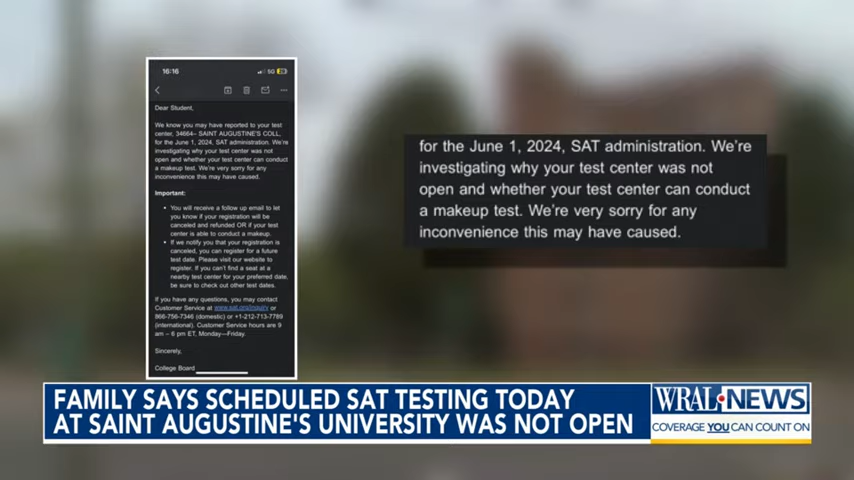 16:16
5G
Dear Student,
We know you may have reported to your test
center, 34664– SAINT AUGUSTINE'S COLL,
for the June 1, 2024, SAT administration. We're
investigating why your test center was not
open and whether your test center can conduct
a makeup test. We're very sorry for any
inconvenience this may have caused.
Important:
• You will receive a follow up email to let
you know if your registration will be
canceled and refunded OR if your test
center is able to conduct a makeup.
• If we notify you that your registration is
canceled, you can register for a future
test date. Please visit our website to
register. If you can't find a seat at a
nearby test center for your preferred date,
be sure to check out other test dates.
If you have any questions, you may contact
Customer Service at www.sat.org/inquiry or
866-756-7346 (domestic) or +1-212-713-7789
(international). Customer Service hours are 9
am – 6 pm ET, Monday—Friday.
Sincerely,
College Board
for the June 1, 2024, SAT administration. We're
investigating why your test center was not
open and whether your test center can conduct
a makeup test. We're very sorry for any
inconvenience this may have caused.
FAMILY SAYS SCHEDULED SAT TESTING TODAY
AT SAINT AUGUSTINE'S UNIVERSITY WAS NOT OPEN
WRAL NEWS
COVERAGE YOU CAN COUNT ON